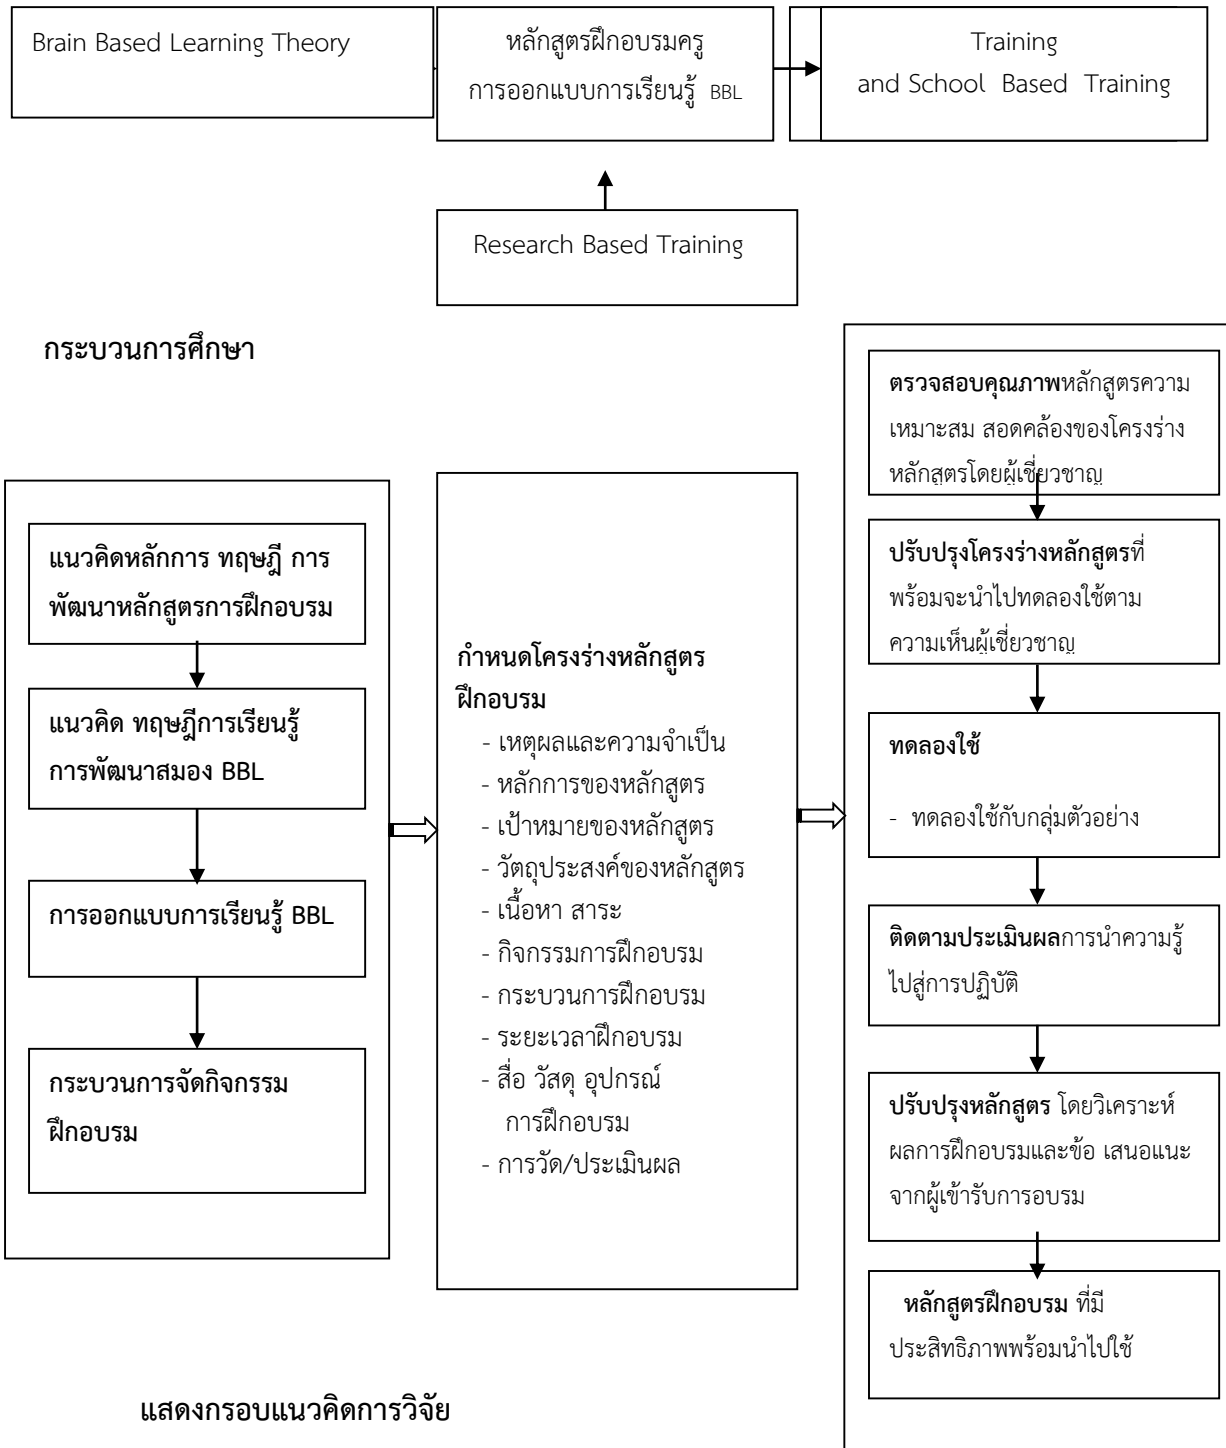 Brain Based Learning Theory
หลักสูตรฝึกอบรมครู
การออกแบบการเรียนรู้ BBL
Training
and School Based Training
Research Based Training
กระบวนการศึกษา
แนวคิดหลักการ ทฤษฎี การ
พัฒนาหลักสูตรการฝึกอบรม
แนวคิด ทฤษฎีการเรียนรู้
การพัฒนาสมอง BBL
การออกแบบการเรียนรู้ BBL
กระบวนการจัดกิจกรรม
ฝึกอบรม
กำหนดโครงร่างหลักสูตร
ฝึกอบรม
- เหตุผลและความจำเป็น
- หลักการของหลักสูตร
- เป้าหมายของหลักสูตร
- วัตถุประสงค์ของหลักสูตร
- เนื้อหา สาระ
- กิจกรรมการฝึกอบรม
- กระบวนการฝึกอบรม
- ระยะเวลาฝึกอบรม
- สื่อ วัสดุ อุปกรณ์
การฝึกอบรม
- การวัด/ประเมินผล
ตรวจสอบคุณภาพหลักสูตรความ
เหมาะสม สอดคล้องของโครงร่าง
หลักสูตรโดยผู้เชี่ยวชาญ
ปรับปรุงโครงร่างหลักสูตรที่
พร้อมจะนำไปทดลองใช้ตาม
ความเห็นผู้เชี่ยวชาญ
ทดลองใช้
- ทดลองใช้กับกลุ่มตัวอย่าง
ติดตามประเมินผลการนำความรู้
ไปสู่การปฏิบัติ
ปรับปรุงหลักสูตร โดยวิเคราะห์
ผลการฝึกอบรมและข้อ เสนอแนะ
จากผู้เข้ารับการอบรม
หลักสูตรฝึกอบรม ที่มี
ประสิทธิภาพพร้อมนำไปใช้
แสดงกรอบแนวคิดการวิจัย